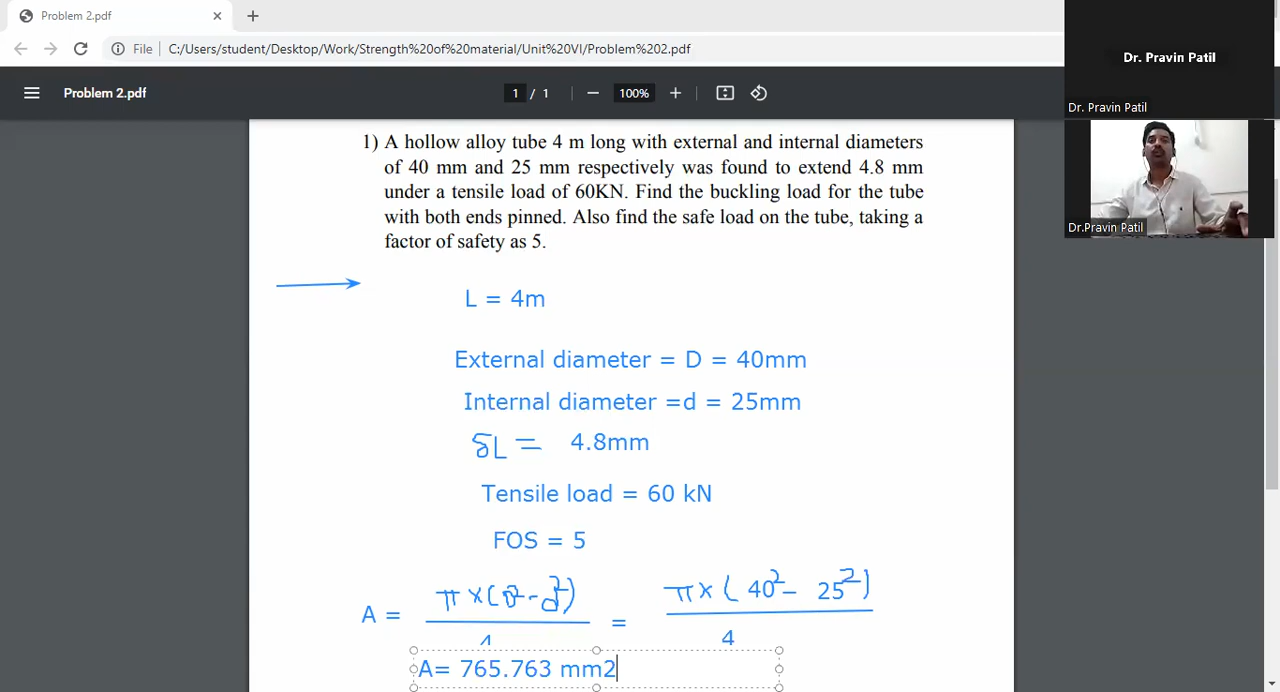 Problem 2.pdf
File C:/Users/student/Desktop/Work/Strength%20of%20material/Unit%20VI/Problem%202.pdf
Problem 2.pdf
1 / 1
100%
Dr. Pravin Patil
Dr. Pravin Patil
Dr.Pravin Patil
1) A hollow alloy tube 4 m long with external and internal diameters
of 40 mm and 25 mm respectively was found to extend 4.8 mm
under a tensile load of 60KN. Find the buckling load for the tube
with both ends pinned. Also find the safe load on the tube, taking a
factor of safety as 5.
L = 4m
External diameter = D = 40mm
Internal diameter =d = 25mm
δL = 4.8mm
Tensile load = 60 kN
FOS = 5
A = π×(D²-d²)/4 = π×(40²-25²)/4
A= 765.763 mm2